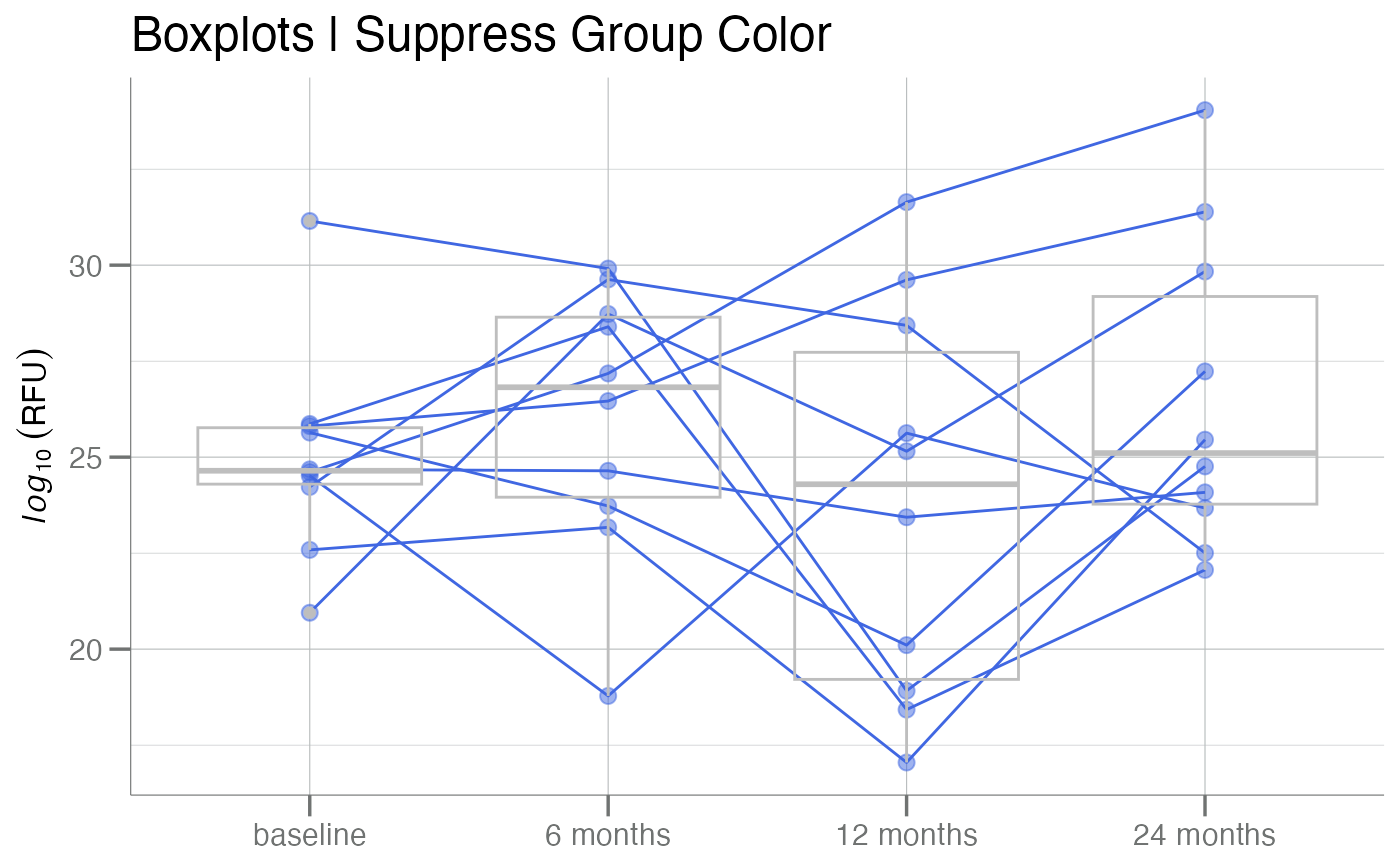 Boxplots | Suppress Group Color
log10 (RFU)
30
25
20
baseline 6 months 12 months 24 months